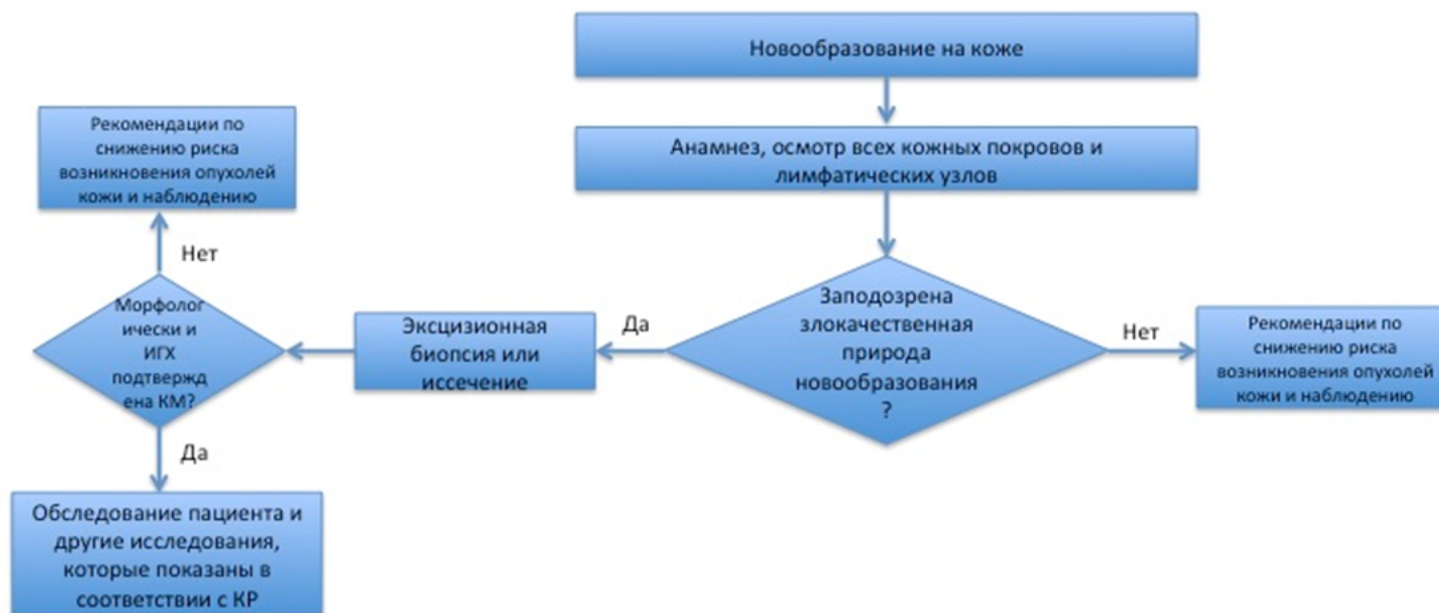 Новообразование на коже
Анамнез, осмотр всех кожных покровов и
лимфатических узлов
Заподозрена
злокачественная
природа
новообразования
?
Нет
Рекомендации по
снижению риска
возникновения опухолей
кожи и наблюдению
Да
Эксцизионная
биопсия или
иссечение
Морфолог
ически и
ИГХ
подтвержд
ена КМ?
Нет
Рекомендации по
снижению риска
возникновения опухолей
кожи и наблюдению
Да
Обследование пациента и
другие исследования,
которые показаны в
соответствии с КР